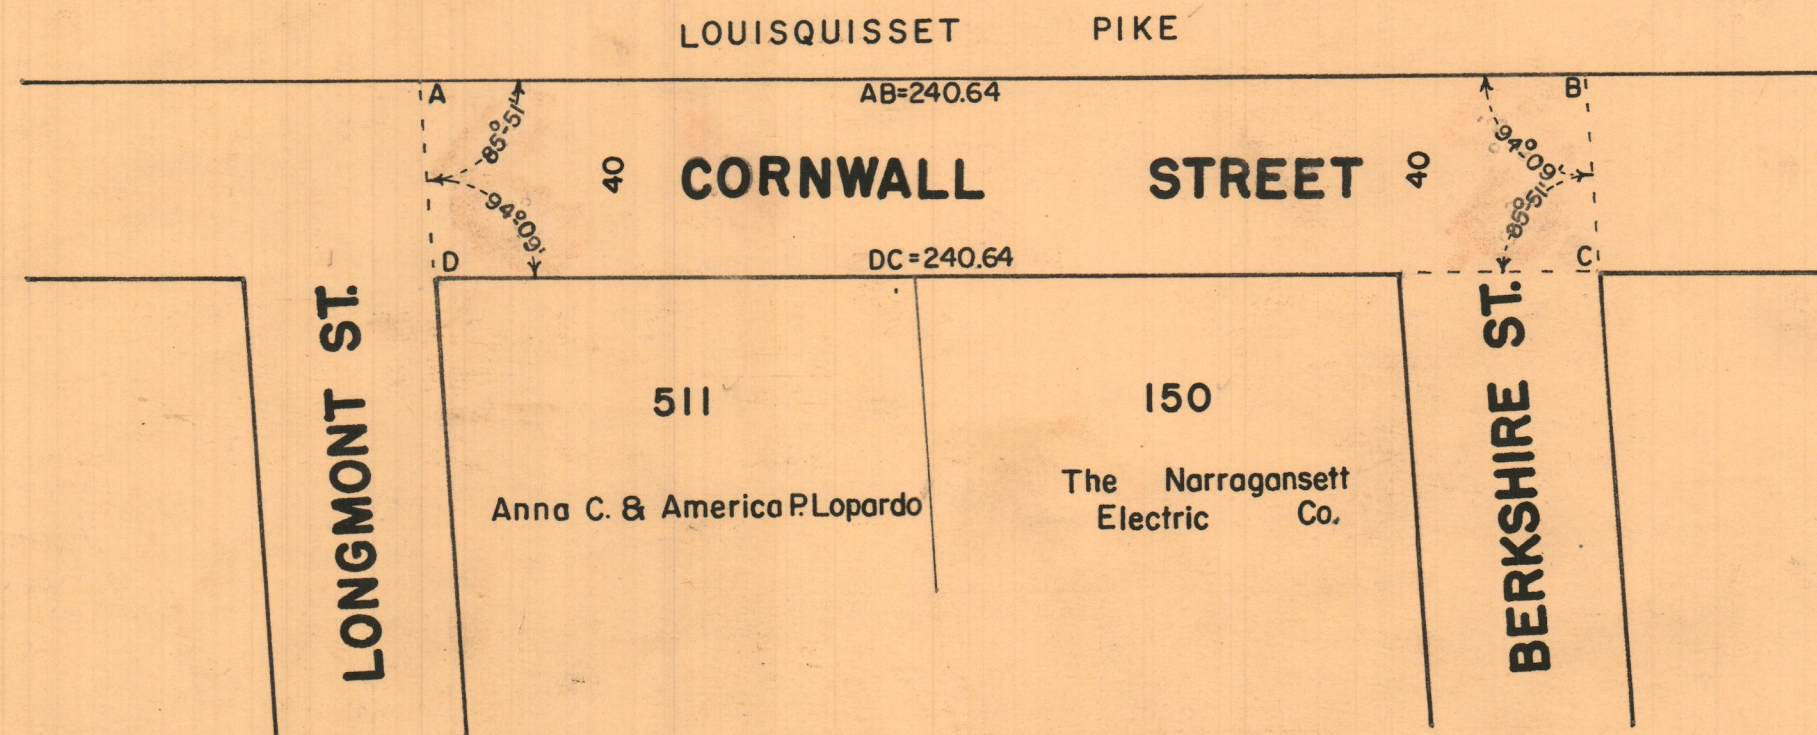 LOUISQUISSET PIKE
A
AB=240.64
B
85°-51'
94°-09'
40
CORNWALL STREET
40
94°-09'
85°-51'
D
DC=240.64
C
LONGMONT ST.
BERKSHIRE ST.
511
150
Anna C. & America P. Lopardo
The Narragansett
Electric Co.